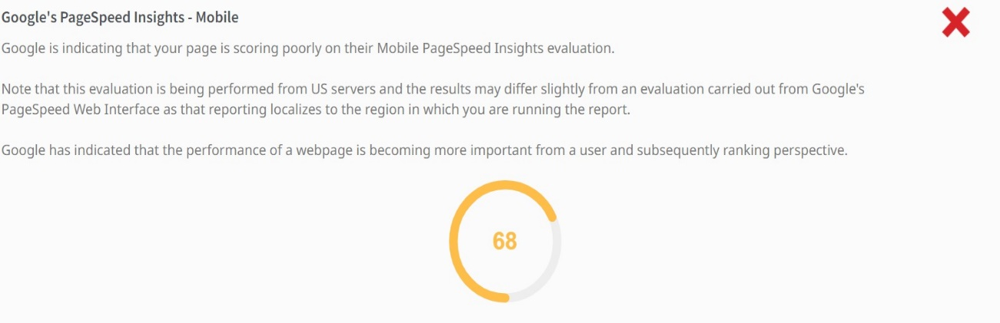 Google's PageSpeed Insights - Mobile
Google is indicating that your page is scoring poorly on their Mobile PageSpeed Insights evaluation.
Note that this evaluation is being performed from US servers and the results may differ slightly from an evaluation carried out from Google's
PageSpeed Web Interface as that reporting localizes to the region in which you are running the report.
Google has indicated that the performance of a webpage is becoming more important from a user and subsequently ranking perspective.
68